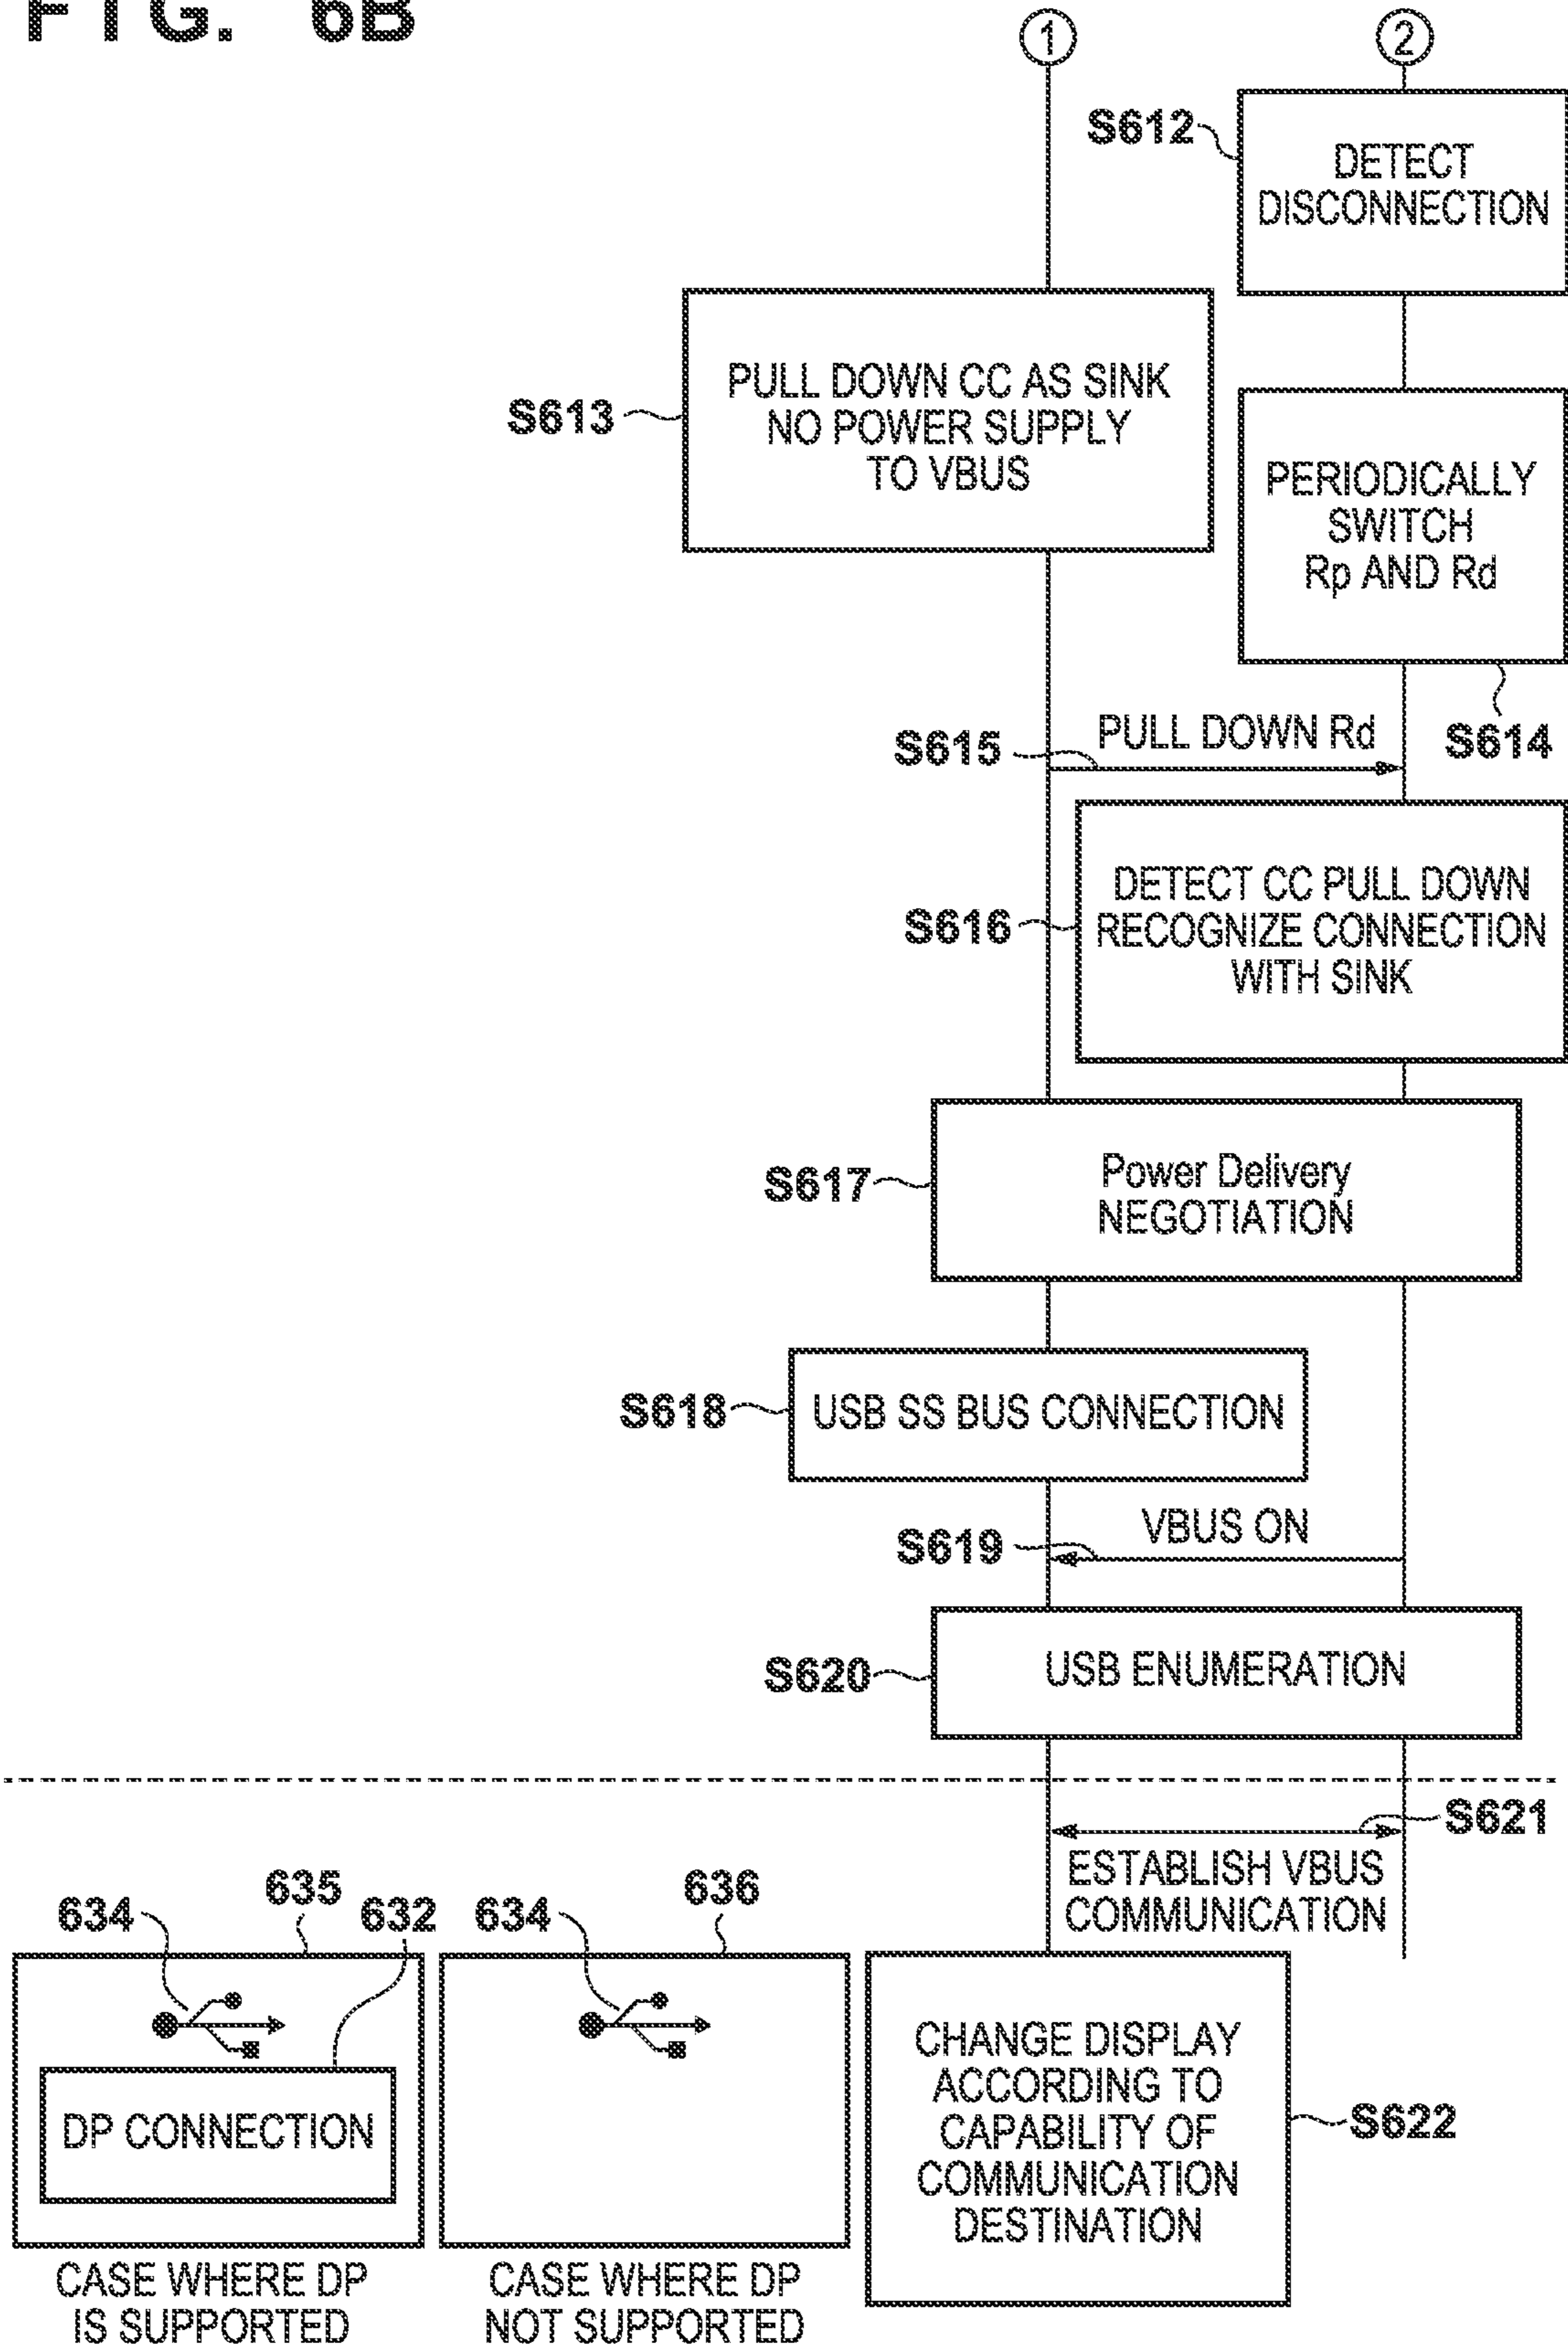 FIG. 6B
1
2
S612
DETECT
DISCONNECTION
S613
PULL DOWN CC AS SINK
NO POWER SUPPLY
TO VBUS
PERIODICALLY
SWITCH
Rp AND Rd
S614
S615
PULL DOWN Rd
S616
DETECT CC PULL DOWN
RECOGNIZE CONNECTION
WITH SINK
S617
Power Delivery
NEGOTIATION
S618
USB SS BUS CONNECTION
S619
VBUS ON
S620
USB ENUMERATION
S621
ESTABLISH VBUS
COMMUNICATION
634
635
632
DP CONNECTION
CASE WHERE DP
IS SUPPORTED
634
636
CASE WHERE DP
NOT SUPPORTED
CHANGE DISPLAY
ACCORDING TO
CAPABILITY OF
COMMUNICATION
DESTINATION
S622